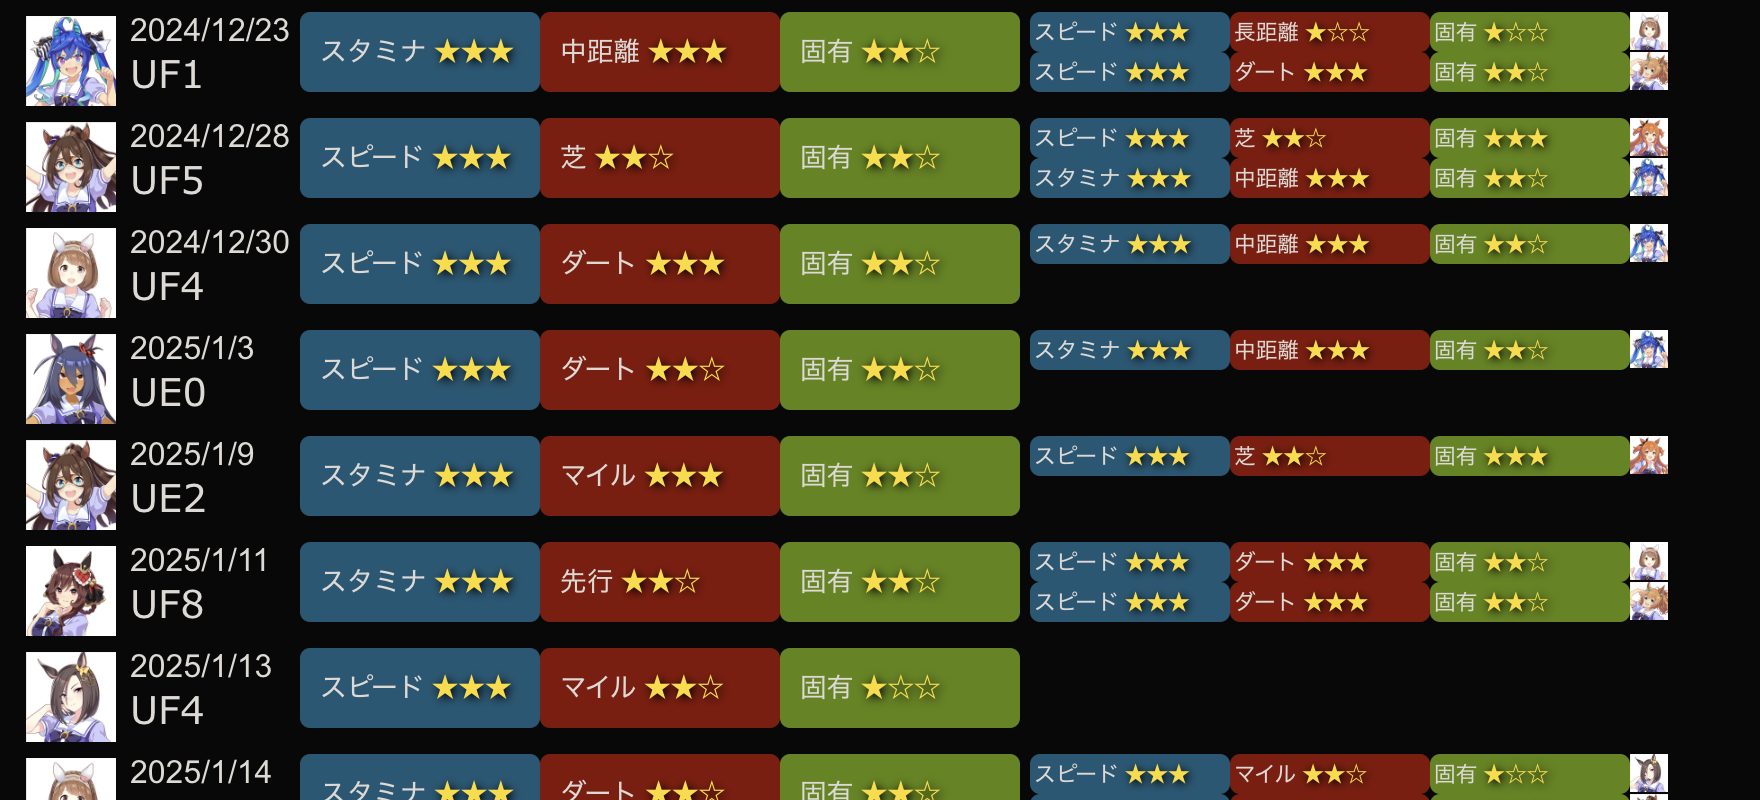 2024/12/23
UF1
スタミナ ★★★ 中距離 ★★★ 固有 ★★☆
スピード ★★★ 長距離 ★☆☆ 固有 ★☆☆
スピード ★★★ ダート ★★★ 固有 ★★☆
2024/12/28
UF5
スピード ★★★ 芝 ★★☆ 固有 ★★☆
スピード ★★★ 芝 ★★☆ 固有 ★★★
スタミナ ★★★ 中距離 ★★★ 固有 ★★☆
2024/12/30
UF4
スピード ★★★ ダート ★★★ 固有 ★★☆
スタミナ ★★★ 中距離 ★★★ 固有 ★★☆
2025/1/3
UE0
スピード ★★★ ダート ★★☆ 固有 ★★☆
スタミナ ★★★ 中距離 ★★★ 固有 ★★☆
2025/1/9
UE2
スタミナ ★★★ マイル ★★★ 固有 ★★☆
スピード ★★★ 芝 ★★☆ 固有 ★★★
2025/1/11
UF8
スタミナ ★★★ 先行 ★★☆ 固有 ★★☆
スピード ★★★ ダート ★★★ 固有 ★★☆
スピード ★★★ ダート ★★★ 固有 ★★☆
2025/1/13
UF4
スピード ★★★ マイル ★★☆ 固有 ★☆☆
2025/1/14
スタミナ ★★★ ダート ★★☆ 固有 ★★☆
スピード ★★★ マイル ★★☆ 固有 ★☆☆